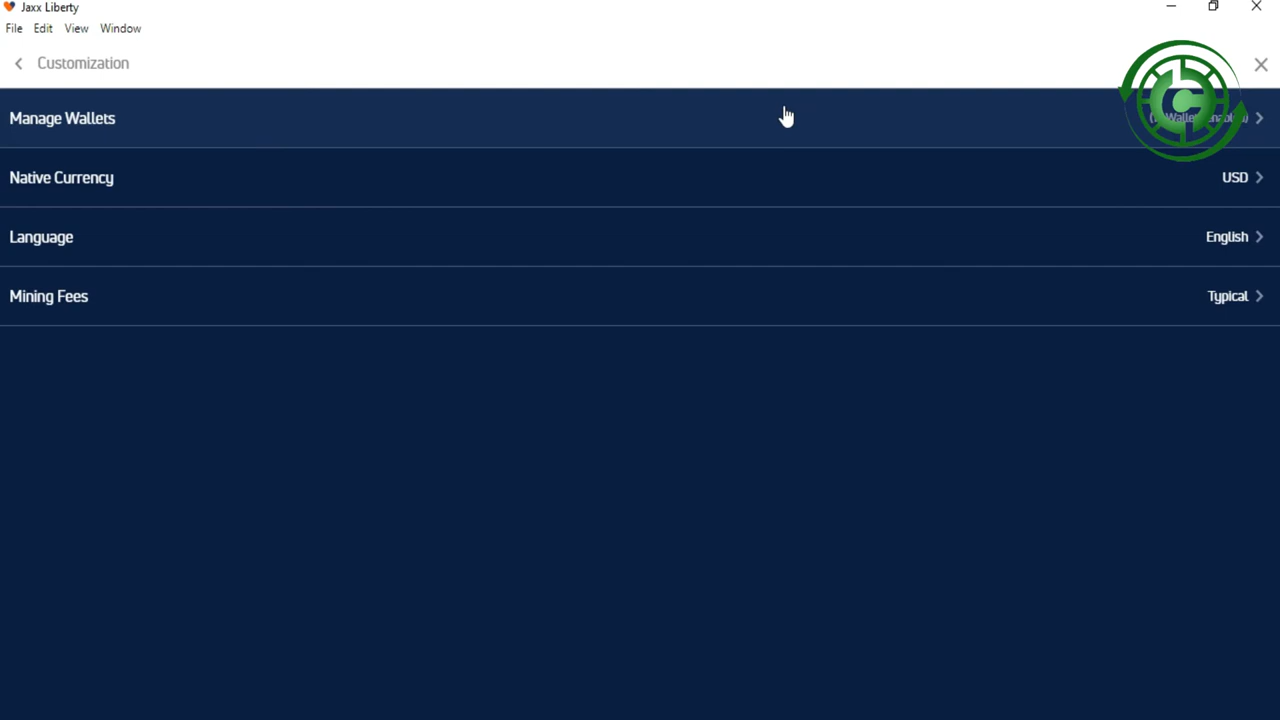 Jaxx Liberty
File Edit View Window
Customization
Manage Wallets
Native Currency USD
Language English
Mining Fees Typical